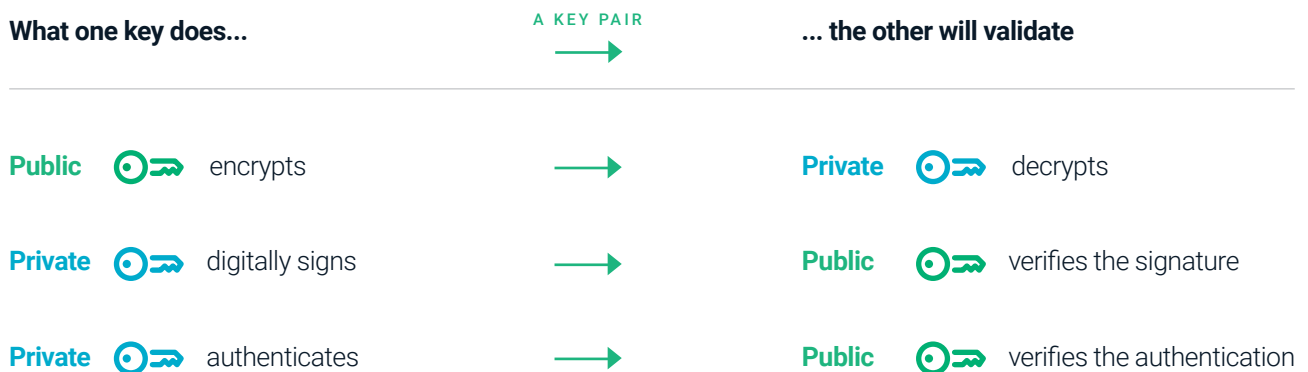 What one key does... A KEY PAIR ... the other will validate
Public encrypts Private decrypts
Private digitally signs Public verifies the signature
Private authenticates Public verifies the authentication